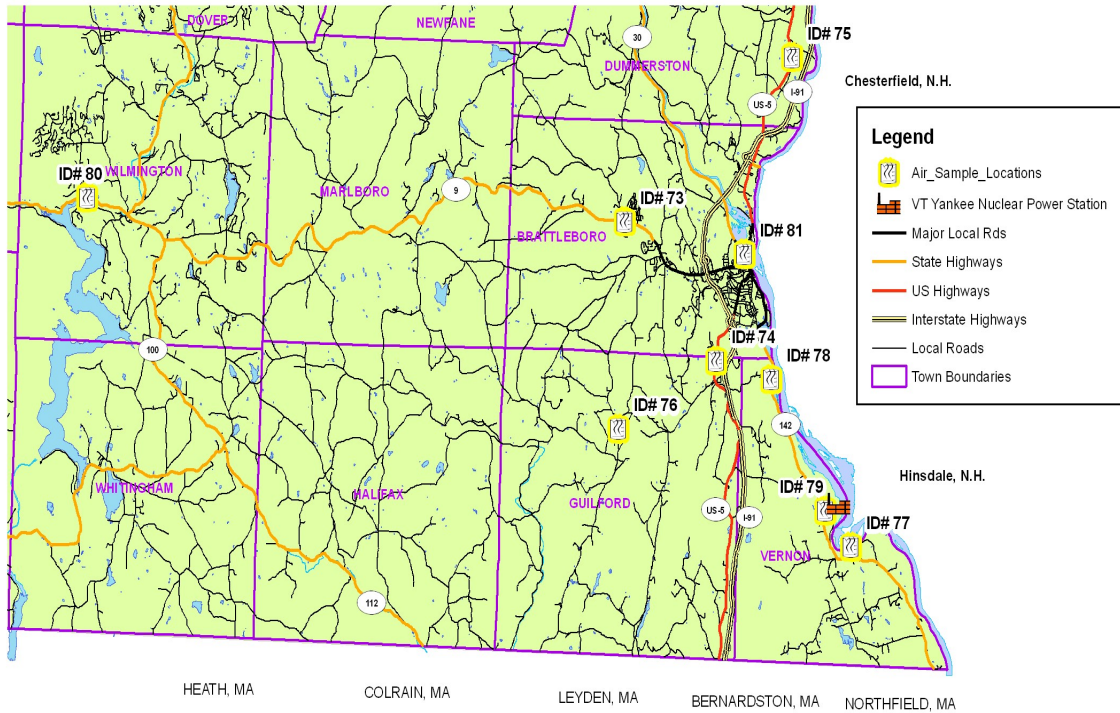 DOVER
NEWFANE
ID# 75
30
DUMMERSTON
I-91
US-5
Chesterfield, N.H.
Legend
Air_Sample_Locations
VT Yankee Nuclear Power Station
Major Local Rds
State Highways
US Highways
Interstate Highways
Local Roads
Town Boundaries
ID# 80
WILMINGTON
MARLBORO
9
ID# 73
BRATTLEBORO
ID# 81
ID# 74
ID# 78
100
ID# 76
142
Hinsdale, N.H.
WHITINGHAM
HALIFAX
GUILFORD
ID# 79
US-5
I-91
ID# 77
VERNON
112
HEATH, MA
COLRAIN, MA
LEYDEN, MA
BERNARDSTON, MA
NORTHFIELD, MA